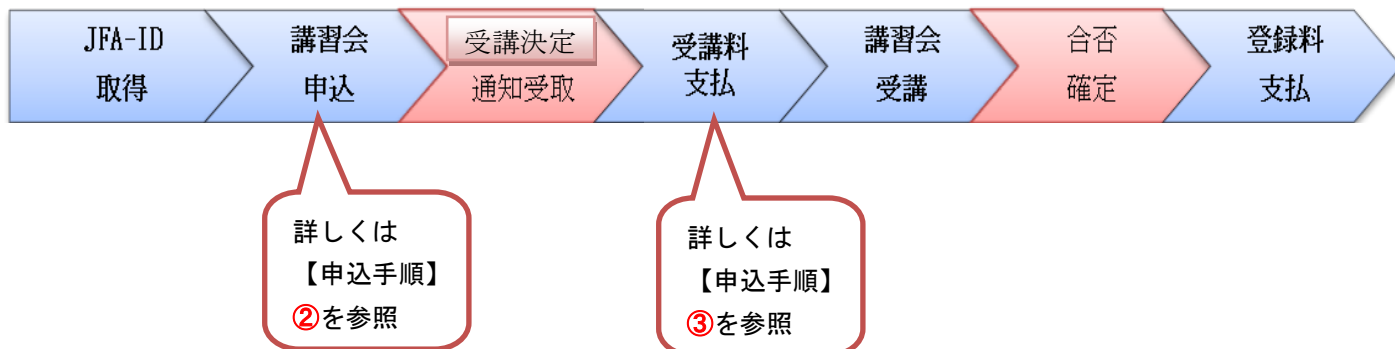 JFA-ID
取得
講習会
申込
受講決定
通知受取
受講料
支払
講習会
受講
合否
確定
登録料
支払
詳しくは
【申込手順】
②を参照
詳しくは
【申込手順】
③を参照